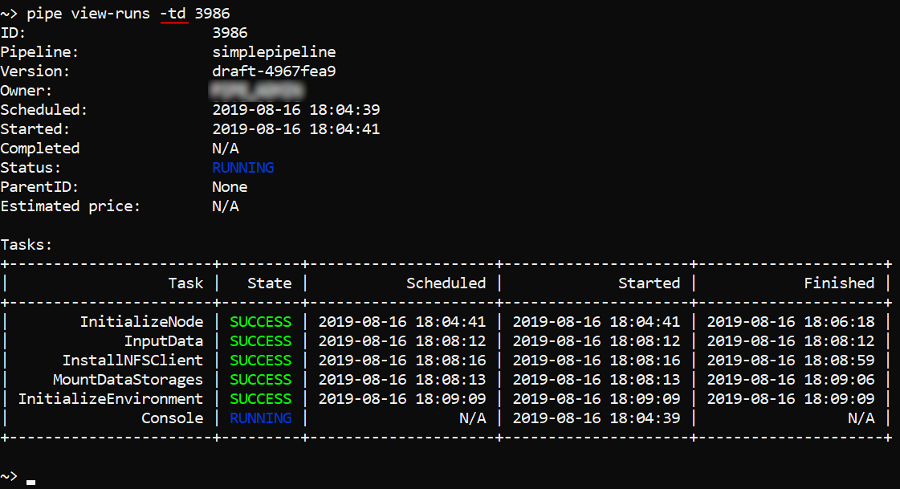 ~> pipe view-runs -td 3986
ID: 3986
Pipeline: simplepipeline
Version: draft-4967fea9
Owner:
Scheduled: 2019-08-16 18:04:39
Started: 2019-08-16 18:04:41
Completed N/A
Status: RUNNING
ParentID: None
Estimated price: N/A
Tasks:
+-----------------------+---------+---------------------+---------------------+---------------------+
| Task | State | Scheduled | Started | Finished |
+-----------------------+---------+---------------------+---------------------+---------------------+
| InitializeNode | SUCCESS | 2019-08-16 18:04:41 | 2019-08-16 18:04:41 | 2019-08-16 18:06:18 |
| InputData | SUCCESS | 2019-08-16 18:08:12 | 2019-08-16 18:08:12 | 2019-08-16 18:08:12 |
| InstallNFSClient | SUCCESS | 2019-08-16 18:08:16 | 2019-08-16 18:08:16 | 2019-08-16 18:08:59 |
| MountDataStorages | SUCCESS | 2019-08-16 18:08:13 | 2019-08-16 18:08:13 | 2019-08-16 18:09:06 |
| InitializeEnvironment | SUCCESS | 2019-08-16 18:09:09 | 2019-08-16 18:09:09 | 2019-08-16 18:09:09 |
| Console | RUNNING | N/A | 2019-08-16 18:04:39 | N/A |
+-----------------------+---------+---------------------+---------------------+---------------------+
~> _